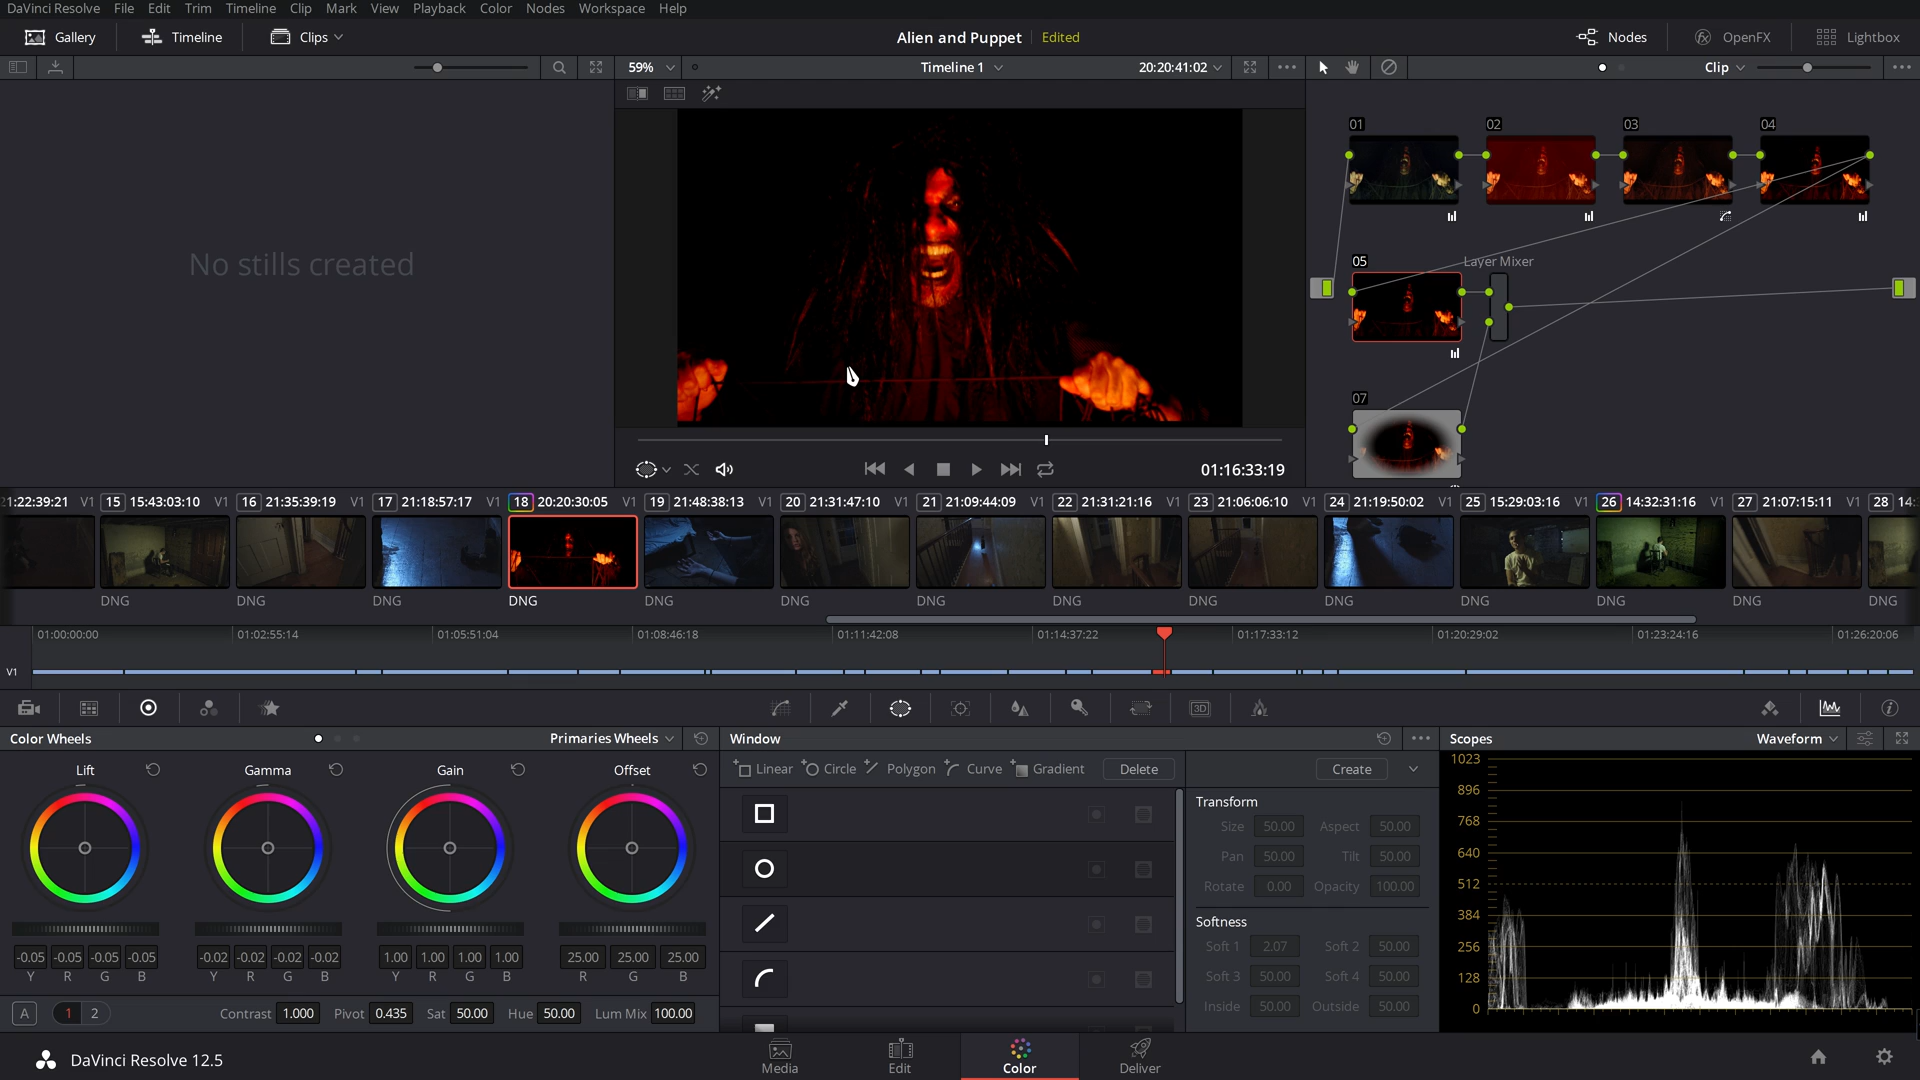 DaVinci Resolve File Edit Trim Timeline Clip Mark View Playback Color Nodes Workspace Help
Gallery Timeline Clips Alien and Puppet Edited Nodes OpenFX Lightbox
59% Timeline 1 20:20:41:02 Clip
No stills created
01 02 03 04
05 Layer Mixer
07
01:16:33:19
1:22:39:21 V1 15 15:43:03:10 V1 16 21:35:39:19 V1 17 21:18:57:17 V1 18 20:20:30:05 V1 19 21:48:38:13 V1 20 21:31:47:10 V1 21 21:09:44:09 V1 22 21:31:21:16 V1 23 21:06:06:10 V1 24 21:19:50:02 V1 25 15:29:03:16 V1 26 14:32:31:16 V1 27 21:07:15:11 V1 28 14:
DNG DNG DNG DNG DNG DNG DNG DNG DNG DNG DNG DNG DNG DNG
01:00:00:00 01:02:55:14 01:05:51:04 01:08:46:18 01:11:42:08 01:14:37:22 01:17:33:12 01:20:29:02 01:23:24:16 01:26:20:06
V1
3D
Color Wheels Primaries Wheels Window Scopes Waveform
Lift Gamma Gain Offset
-0.05 -0.05 -0.05 -0.05 -0.02 -0.02 -0.02 -0.02 1.00 1.00 1.00 1.00 25.00 25.00 25.00
Y R G B Y R G B Y R G B R G B
A 1 2 Contrast 1.000 Pivot 0.435 Sat 50.00 Hue 50.00 Lum Mix 100.00
Linear Circle Polygon Curve Gradient Delete Create
Transform
Size 50.00 Aspect 50.00
Pan 50.00 Tilt 50.00
Rotate 0.00 Opacity 100.00
Softness
Soft 1 2.07 Soft 2 50.00
Soft 3 50.00 Soft 4 50.00
Inside 50.00 Outside 50.00
1023
896
768
640
512
384
256
128
0
DaVinci Resolve 12.5 Media Edit Color Deliver